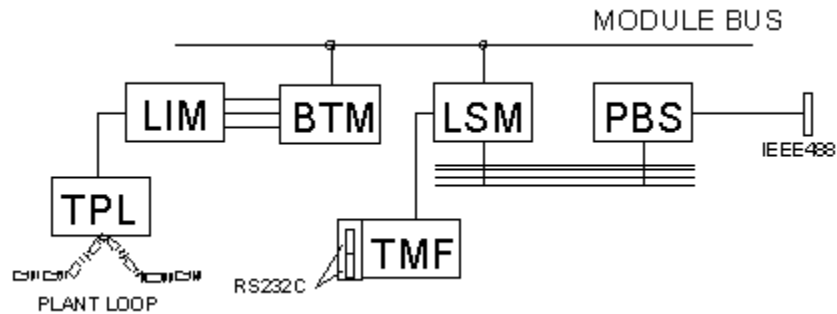 MODULE BUS
LIM
BTM
LSM
PBS
IEEE488
TPL
TMF
RS232C
PLANT LOOP